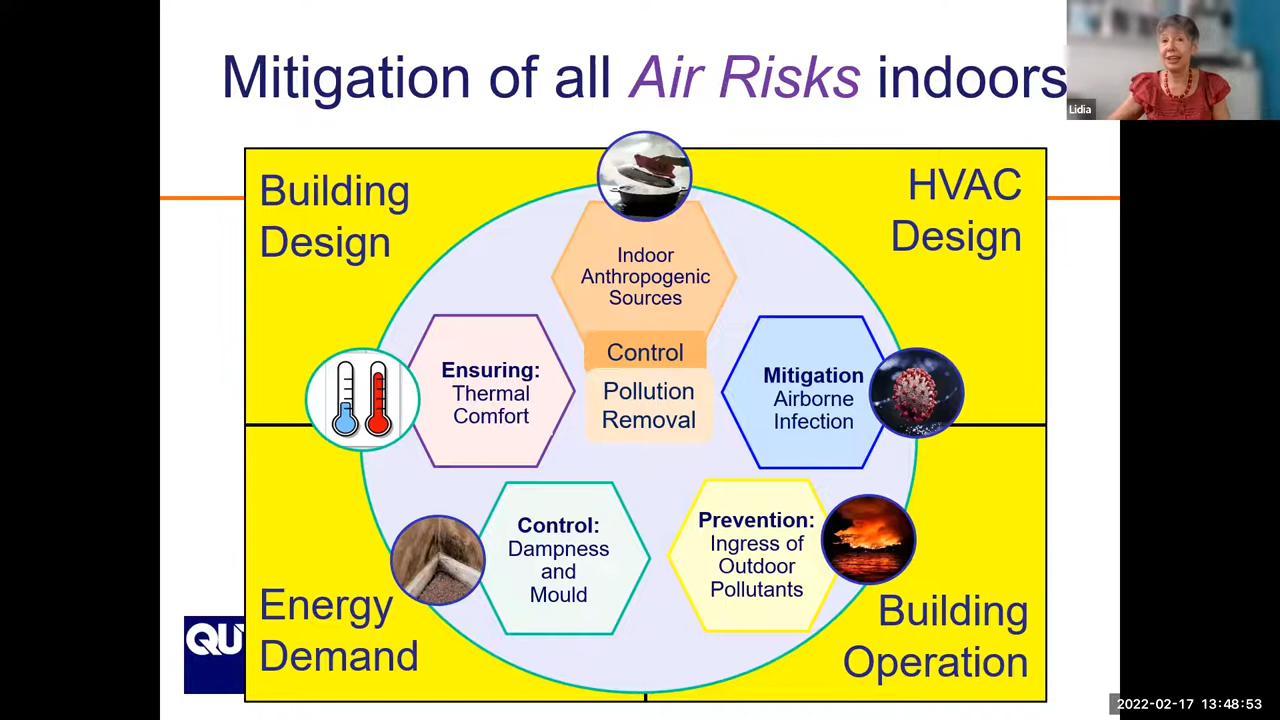 Mitigation of all Air Risks indoors
Lidia
Building
Design
HVAC
Design
Indoor
Anthropogenic
Sources
Control
Pollution
Removal
Ensuring:
Thermal
Comfort
Mitigation
Airborne
Infection
Control:
Dampness
and
Mould
Prevention:
Ingress of
Outdoor
Pollutants
Energy
Demand
Building
Operation
QU
2022-02-17 13:48:53